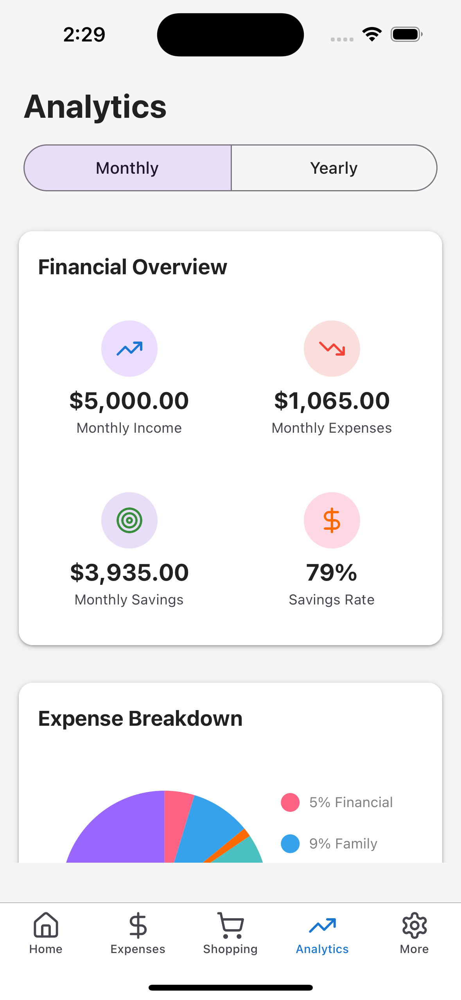 2:29
Analytics
Monthly Yearly
Financial Overview
$5,000.00 $1,065.00
Monthly Income Monthly Expenses
$3,935.00 79%
Monthly Savings Savings Rate
Expense Breakdown
5% Financial
9% Family
Home Expenses Shopping Analytics More